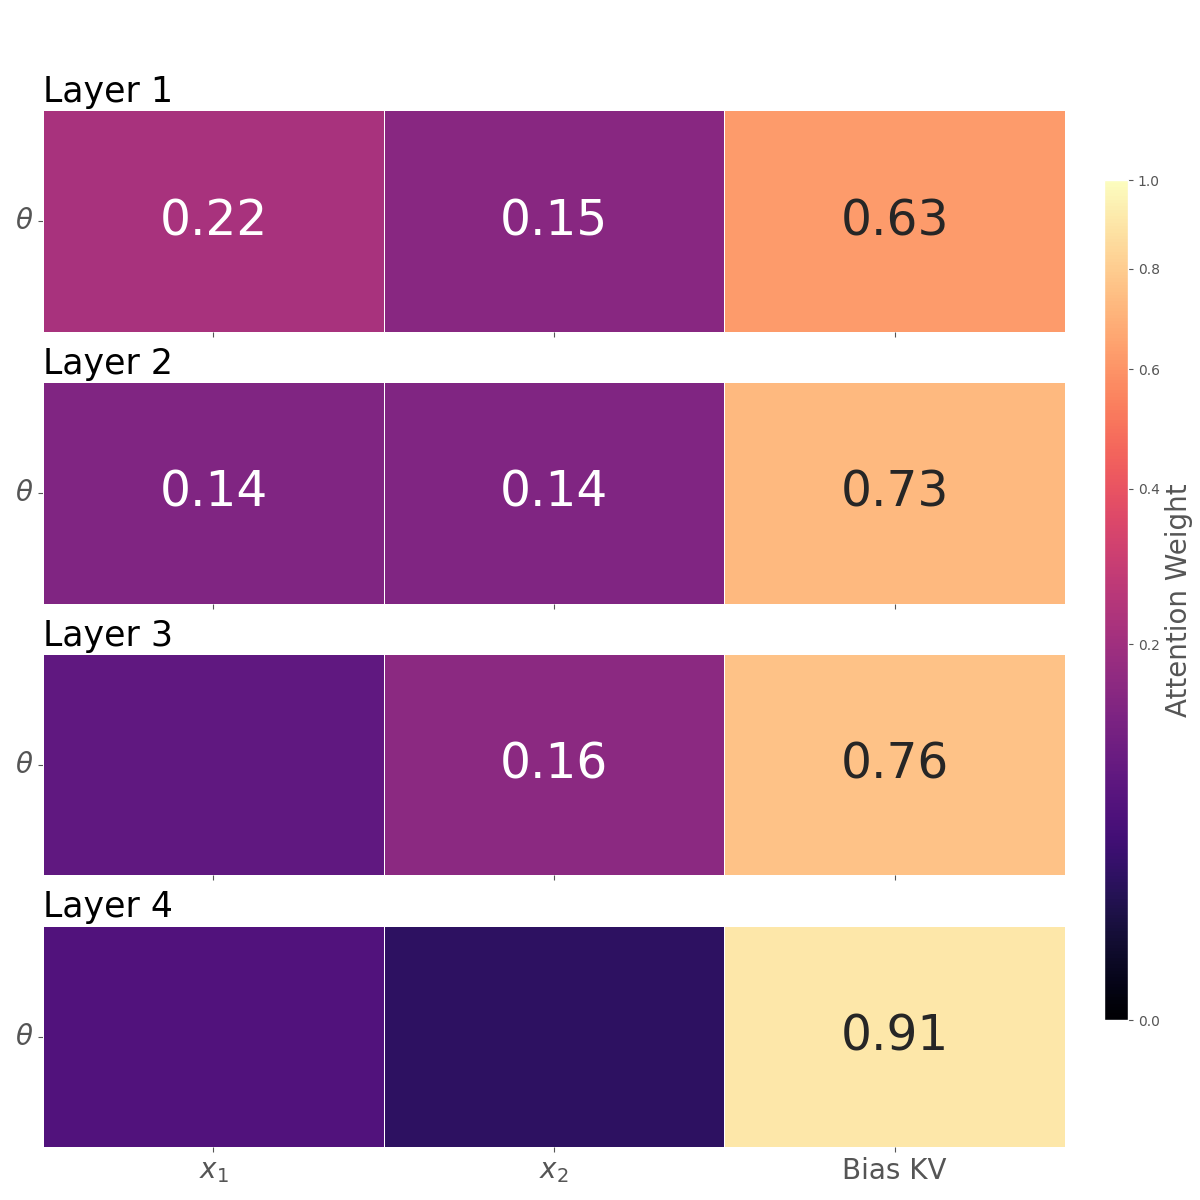 Layer 1
θ 0.22 0.15 0.63
Layer 2
θ 0.14 0.14 0.73
Layer 3
θ 0.16 0.76
Layer 4
θ 0.91
x₁ x₂ Bias KV
1.0
0.8
0.6
0.4
0.2
0.0
Attention Weight